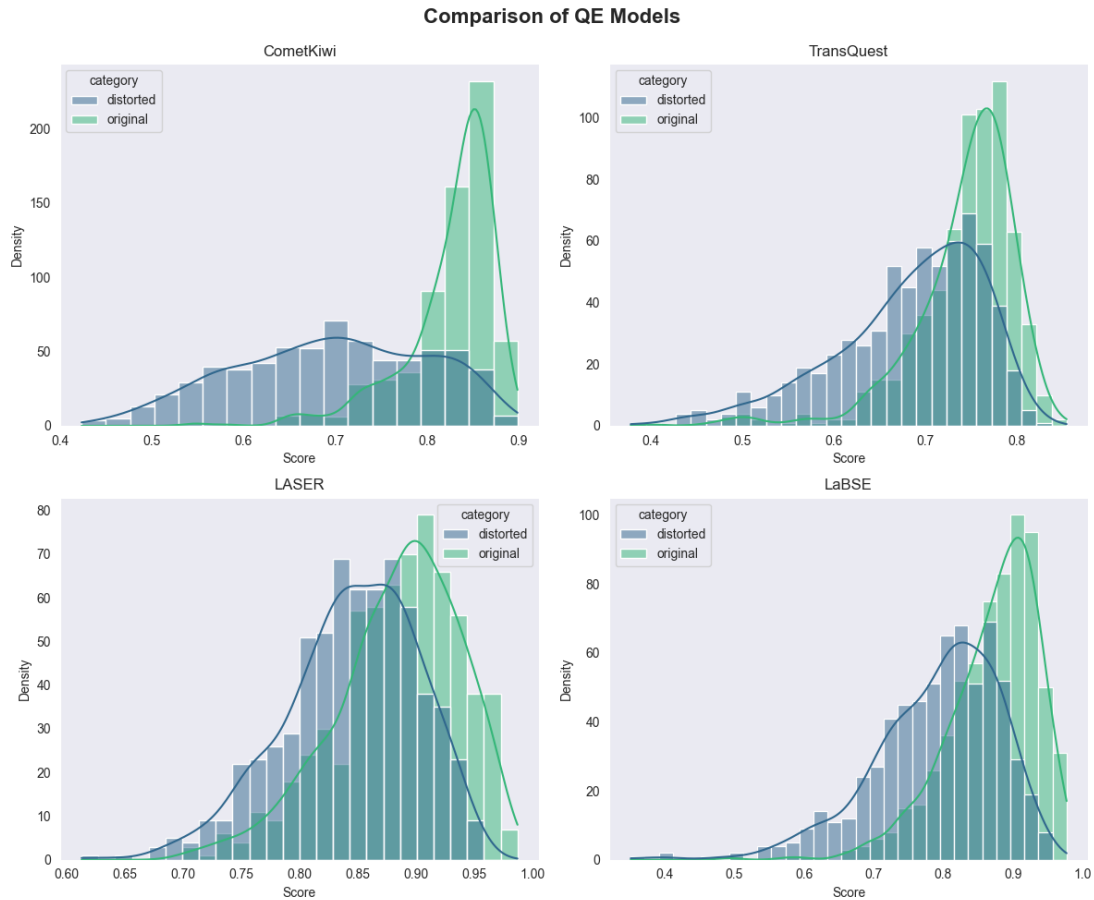 Comparison of QE Models
CometKiwi
category
distorted
original
Density
200
150
100
50
0
0.4 0.5 0.6 0.7 0.8 0.9
Score
TransQuest
category
distorted
original
Density
100
80
60
40
20
0
0.4 0.5 0.6 0.7 0.8
Score
LASER
category
distorted
original
Density
80
70
60
50
40
30
20
10
0
0.60 0.65 0.70 0.75 0.80 0.85 0.90 0.95 1.00
Score
LaBSE
category
distorted
original
Density
100
80
60
40
20
0
0.4 0.5 0.6 0.7 0.8 0.9 1.0
Score